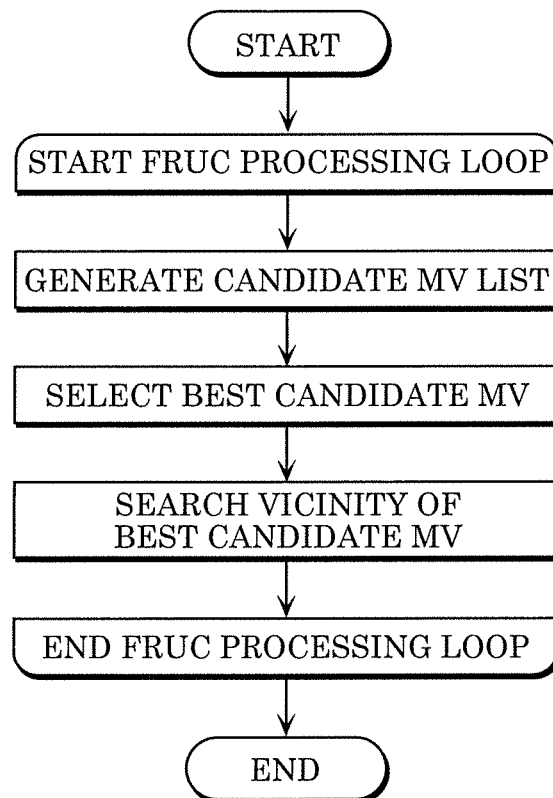 START
START FRUC PROCESSING LOOP
GENERATE CANDIDATE MV LIST
SELECT BEST CANDIDATE MV
SEARCH VICINITY OF
BEST CANDIDATE MV
END FRUC PROCESSING LOOP
END